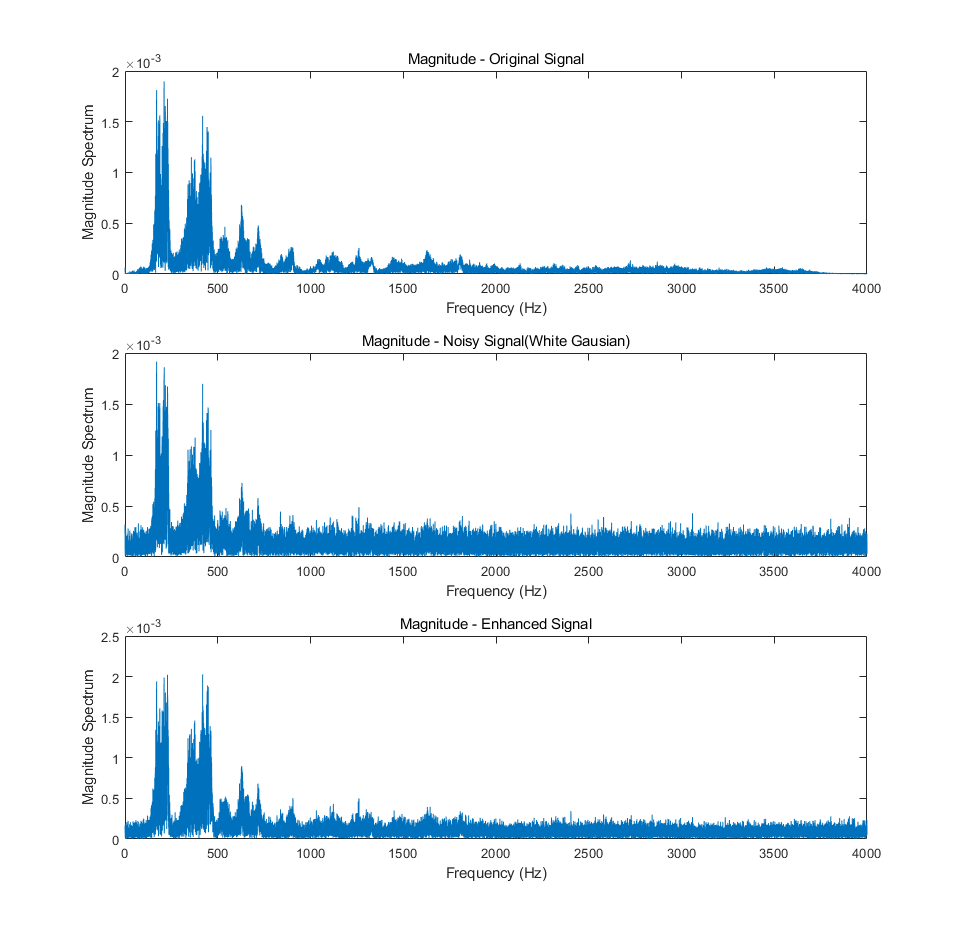 Magnitude - Original Signal
×10-3
2
1.5
1
0.5
0
Magnitude Spectrum
0 500 1000 1500 2000 2500 3000 3500 4000
Frequency (Hz)
Magnitude - Noisy Signal(White Gausian)
×10-3
2
1.5
1
0.5
0
Magnitude Spectrum
0 500 1000 1500 2000 2500 3000 3500 4000
Frequency (Hz)
Magnitude - Enhanced Signal
×10-3
2.5
2
1.5
1
0.5
0
Magnitude Spectrum
0 500 1000 1500 2000 2500 3000 3500 4000
Frequency (Hz)